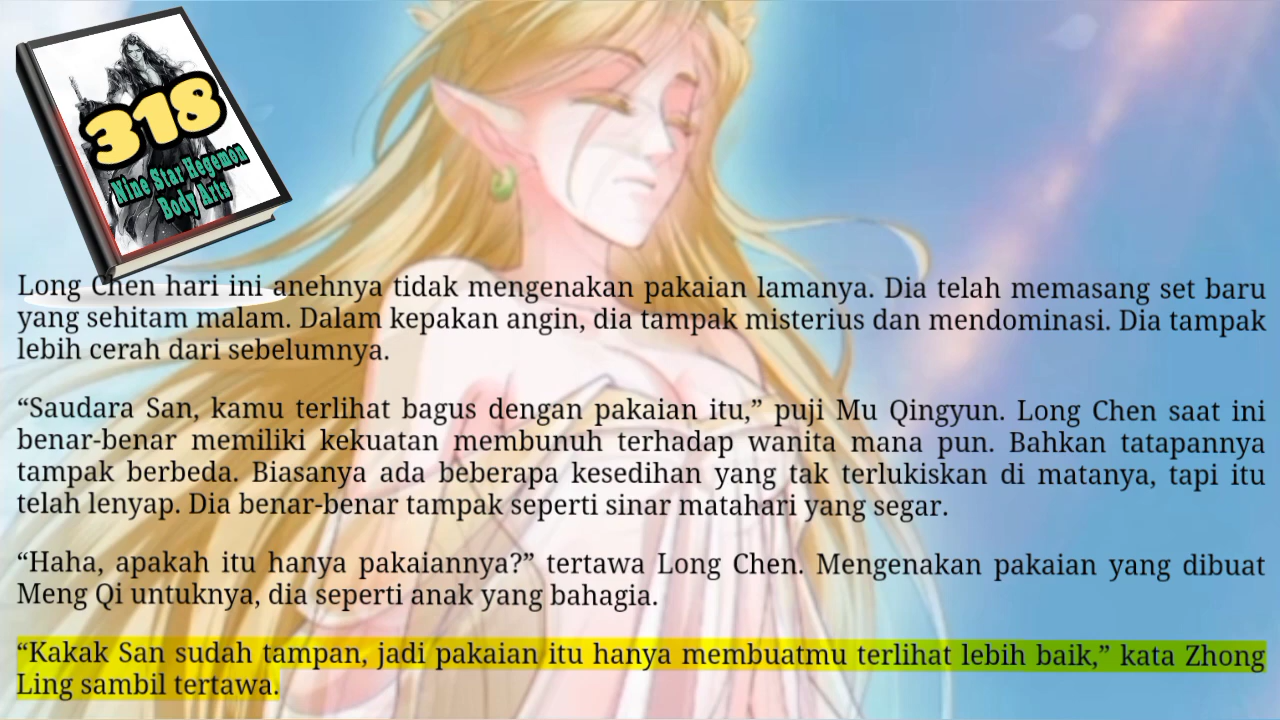 318
Nine Star Hegemon
Body Arts
Long Chen hari ini anehnya tidak mengenakan pakaian lamanya. Dia telah memasang set baru
yang sehitam malam. Dalam kepakan angin, dia tampak misterius dan mendominasi. Dia tampak
lebih cerah dari sebelumnya.
“Saudara San, kamu terlihat bagus dengan pakaian itu,” puji Mu Qingyun. Long Chen saat ini
benar-benar memiliki kekuatan membunuh terhadap wanita mana pun. Bahkan tatapannya
tampak berbeda. Biasanya ada beberapa kesedihan yang tak terlukiskan di matanya, tapi itu
telah lenyap. Dia benar-benar tampak seperti sinar matahari yang segar.
“Haha, apakah itu hanya pakaiannya?” tertawa Long Chen. Mengenakan pakaian yang dibuat
Meng Qi untuknya, dia seperti anak yang bahagia.
“Kakak San sudah tampan, jadi pakaian itu hanya membuatmu terlihat lebih baik,” kata Zhong
Ling sambil tertawa.